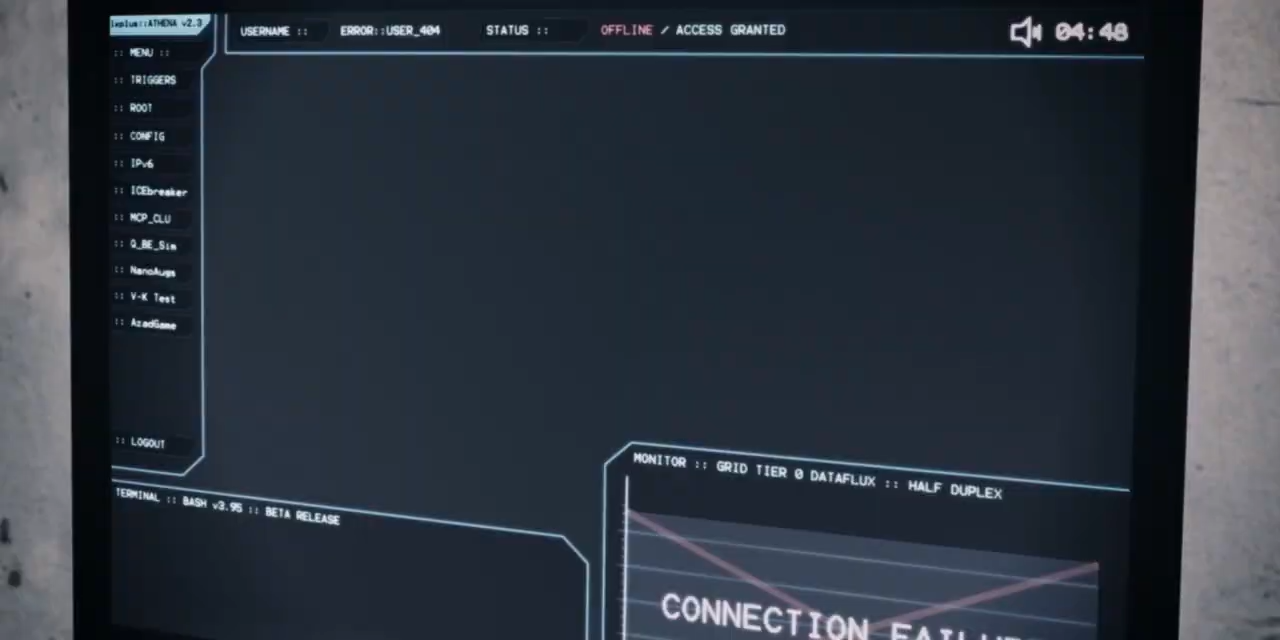 ::ATHENA v2.3
USERNAME :: ERROR::USER_404 STATUS :: OFFLINE / ACCESS GRANTED
04:48
:: MENU ::
:: TRIGGERS
:: ROOT
:: CONFIG
:: IPv6
:: ICEbreaker
:: MCP_CLU
:: Q_BE_Sim
:: NanoAugs
:: V-K Test
:: AzadGame
:: LOGOUT
TERMINAL :: BASH v3.95 :: BETA RELEASE
MONITOR :: GRID TIER 0 DATAFLUX :: HALF DUPLEX
CONNECTION